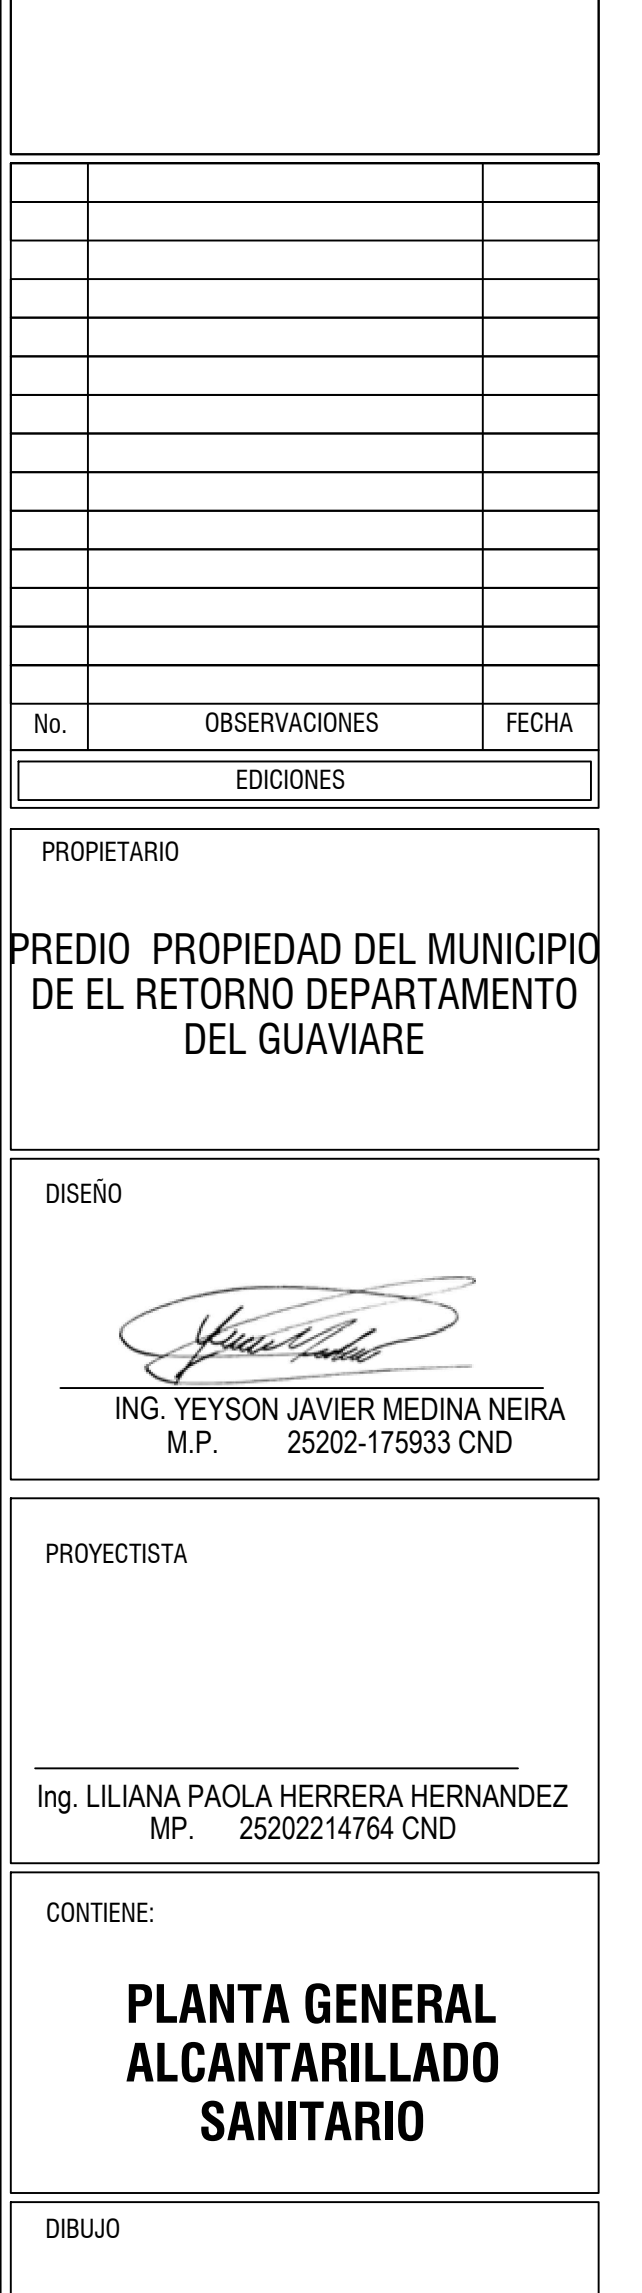 No. OBSERVACIONES FECHA
EDICIONES
PROPIETARIO
PREDIO PROPIEDAD DEL MUNICIPIO
DE EL RETORNO DEPARTAMENTO
DEL GUAVIARE
DISEÑO
ING. YEYSON JAVIER MEDINA NEIRA
M.P. 25202-175933 CND
PROYECTISTA
Ing. LILIANA PAOLA HERRERA HERNANDEZ
MP. 25202214764 CND
CONTIENE:
PLANTA GENERAL
ALCANTARILLADO
SANITARIO
DIBUJO